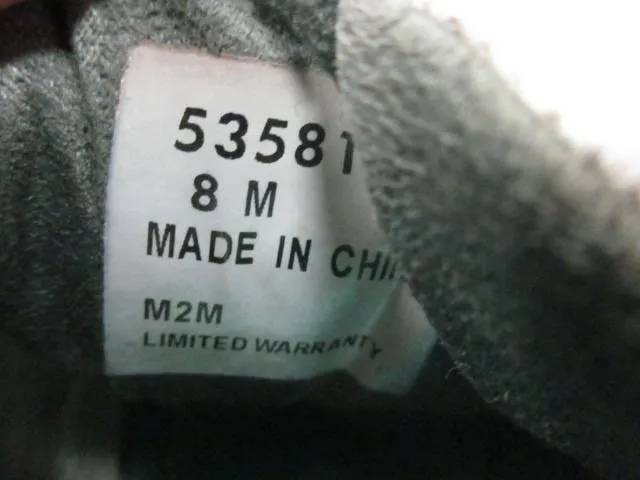 53581
8 M
MADE IN CHI
M2M
LIMITED WARRANTY